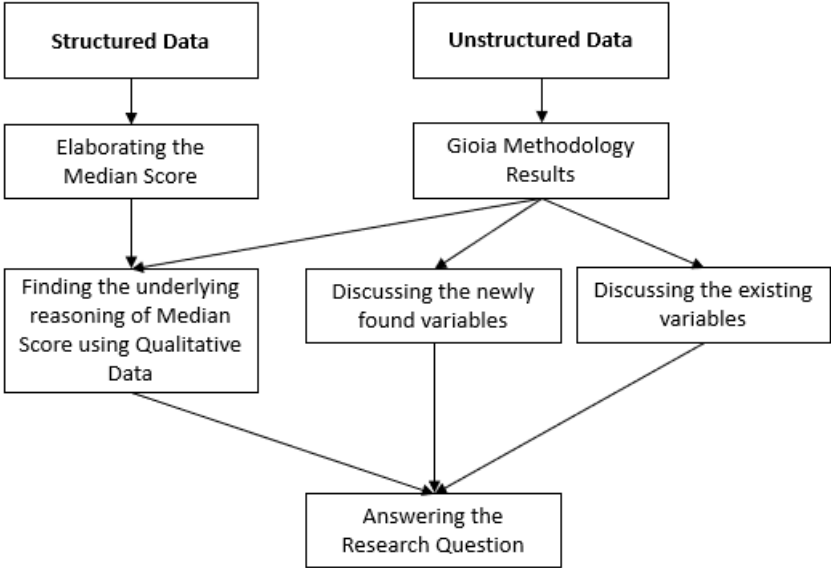 Structured Data
Unstructured Data
Elaborating the
Median Score
Gioia Methodology
Results
Finding the underlying
reasoning of Median
Score using Qualitative
Data
Discussing the newly
found variables
Discussing the existing
variables
Answering the
Research Question